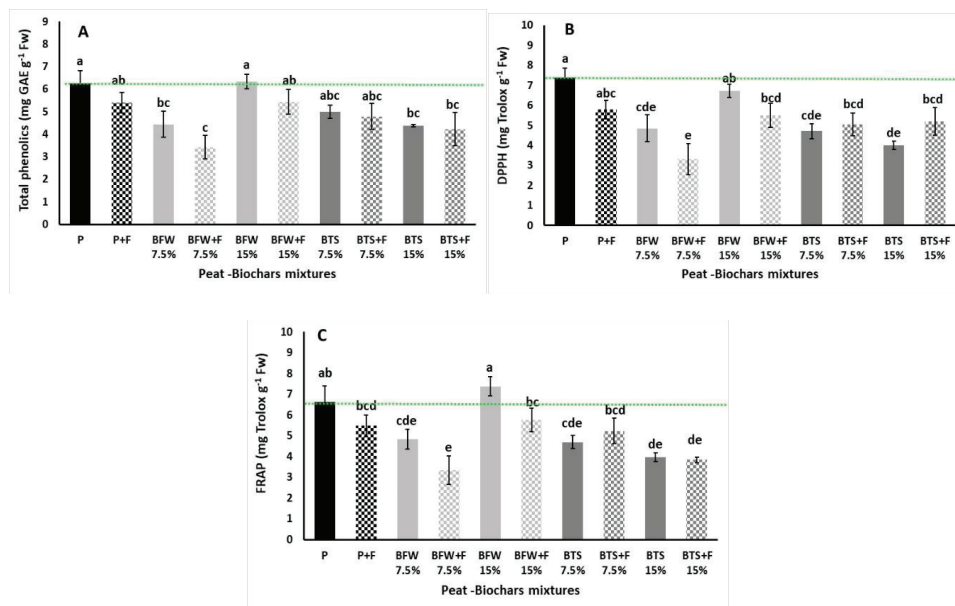 A
Total phenolics (mg GAE g⁻¹ Fw)
9
8
7
6
5
4
3
2
1
0
a ab bc c a ab abc abc bc bc
P P+F BFW BFW+F BFW BFW+F BTS BTS+F BTS BTS+F
7.5% 7.5% 15% 15% 7.5% 7.5% 15% 15%
Peat -Biochars mixtures
B
DPPH (mg Trolox g⁻¹ Fw)
10
9
8
7
6
5
4
3
2
1
0
a abc cde e ab bcd cde bcd de bcd
P P+F BFW BFW+F BFW BFW+F BTS BTS+F BTS BTS+F
7.5% 7.5% 15% 15% 7.5% 7.5% 15% 15%
Peat -Biochars mixtures
C
FRAP (mg Trolox g⁻¹ Fw)
10
9
8
7
6
5
4
3
2
1
0
ab bcd cde e a bc cde bcd de de
P P+F BFW BFW+F BFW BFW+F BTS BTS+F BTS BTS+F
7.5% 7.5% 15% 15% 7.5% 7.5% 15% 15%
Peat -Biochars mixtures